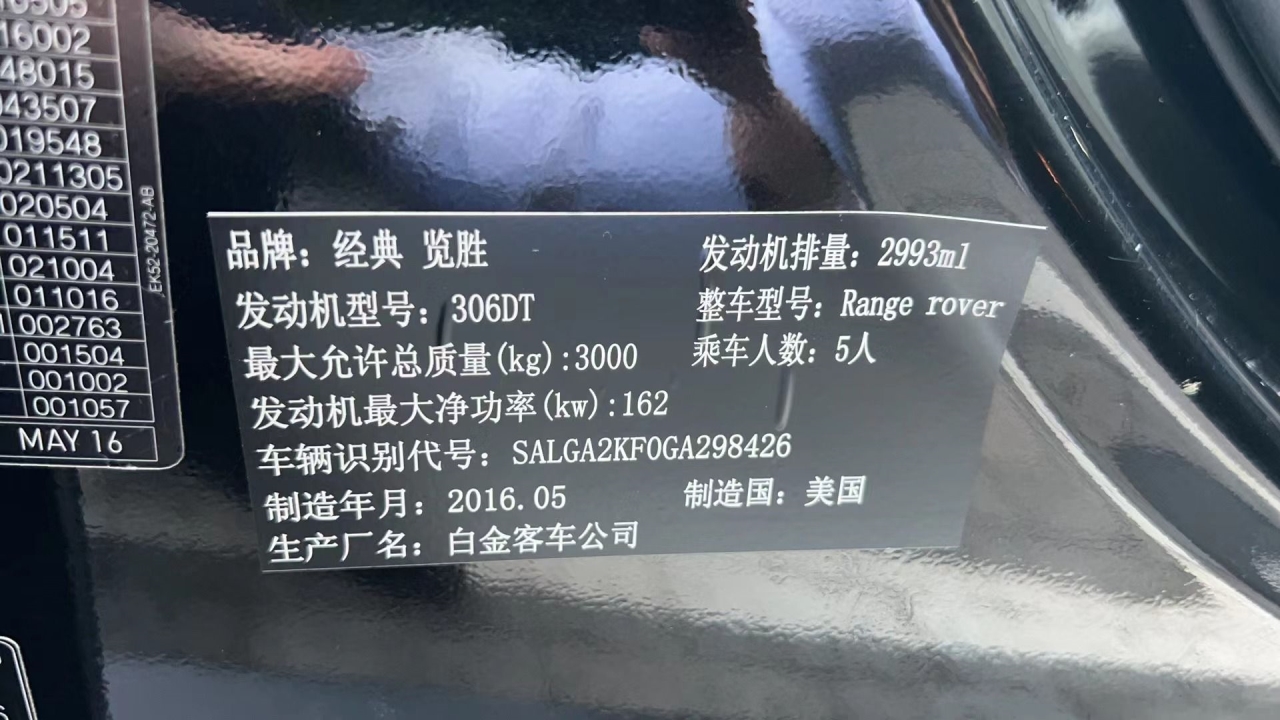 16002
48015
043507
019548
0211305
020504
011511
021004
011016
002763
001504
001002
001057
MAY 16
EK52-20472-AB
品牌：经典 览胜
发动机排量：2993ml
发动机型号：306DT
整车型号：Range rover
最大允许总质量(kg):3000
乘车人数：5人
发动机最大净功率(kw):162
车辆识别代号：SALGA2KF0GA298426
制造年月：2016.05
制造国：美国
生产厂名：白金客车公司